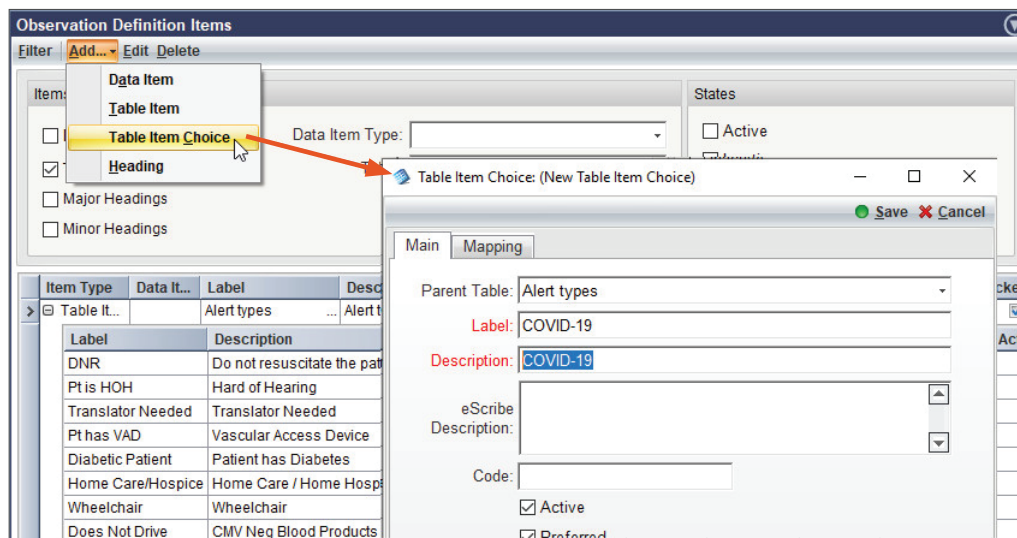 Observation Definition Items
Filter Add... Edit Delete
Data Item
Table Item
Table Item Choice
Heading
Items
Data Item Type:
States
Active
Major Headings
Minor Headings
Table Item Choice: (New Table Item Choice)
Save Cancel
Main Mapping
Parent Table: Alert types
Label: COVID-19
Description: COVID-19
eScribe
Description:
Code:
Active
Preferred
Item Type Data It... Label Desc
Table It... Alert types ... Alert t
Label Description
DNR Do not resuscitate the pat
Pt is HOH Hard of Hearing
Translator Needed Translator Needed
Pt has VAD Vascular Access Device
Diabetic Patient Patient has Diabetes
Home Care/Hospice Home Care / Home Hosp
Wheelchair Wheelchair
Does Not Drive CMV Neg Blood Products